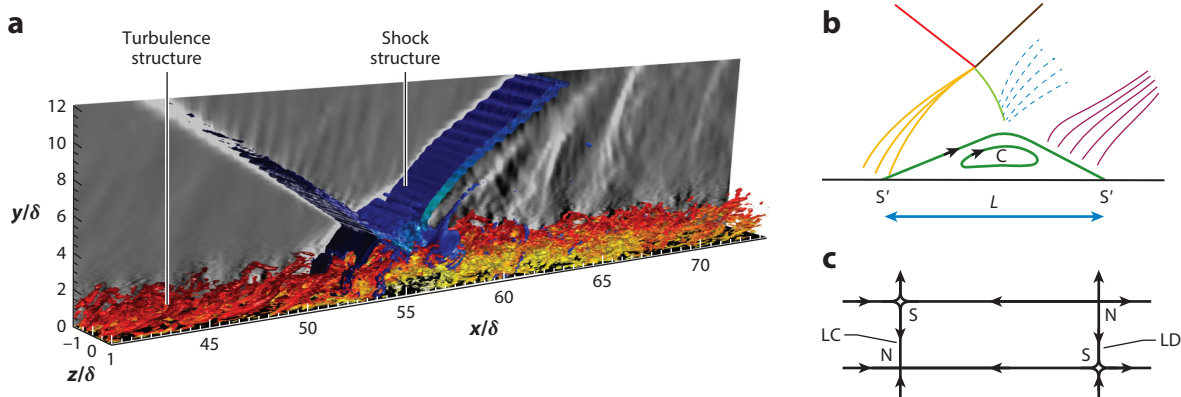 a
Turbulence
structure
Shock
structure
12
10
8
6
4
2
0
y/δ
−1
0
1
z/δ
45
50
55
60
65
70
x/δ
b
C
S′
S′
L
c
S
N
LC
LD
N
S